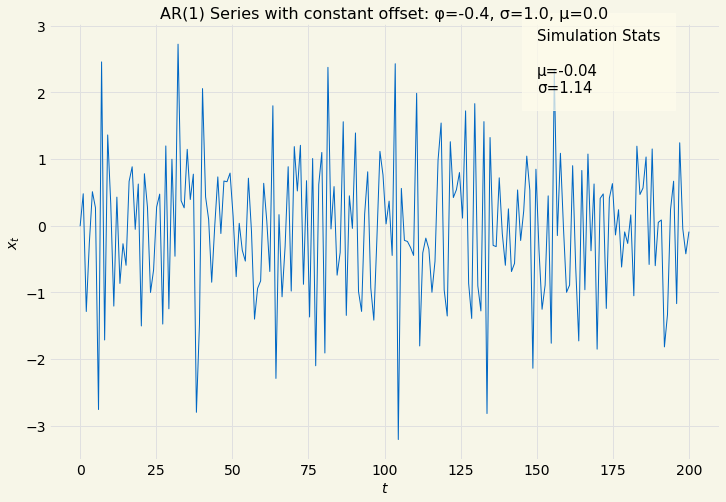 AR(1) Series with constant offset: φ=-0.4, σ=1.0, μ=0.0
Simulation Stats
μ=-0.04
σ=1.14
3
2
1
0
−1
−2
−3
x_t
0 25 50 75 100 125 150 175 200
t